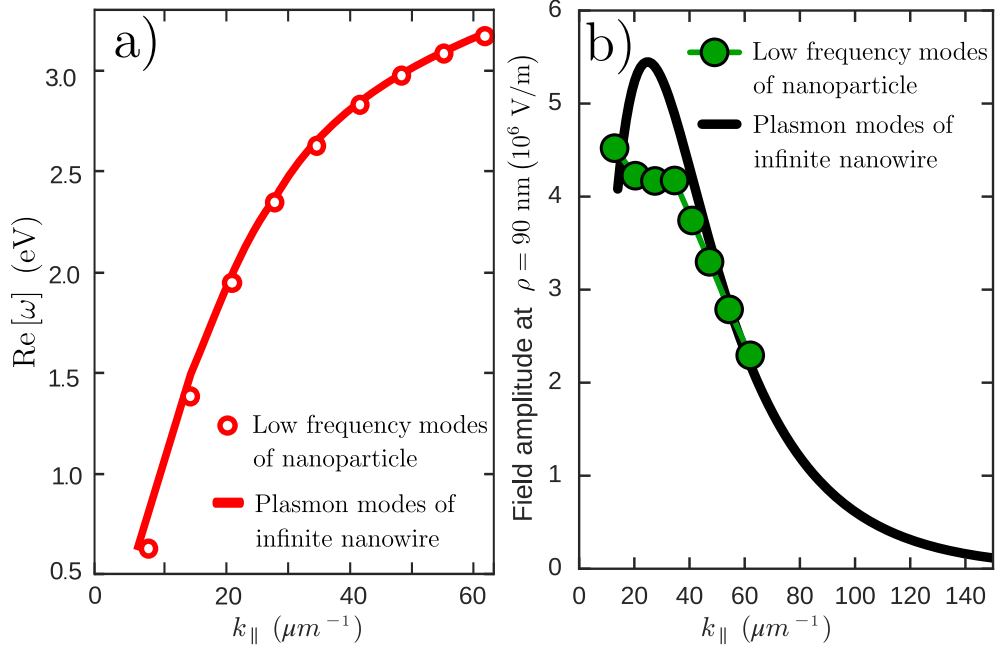 a)
3.0
2.5
2.0
1.5
1.0
0.5
0 20 40 60
Re [ω] (eV)
k∥ (μm⁻¹)
Low frequency modes
of nanoparticle
Plasmon modes of
infinite nanowire
b)
6
5
4
3
2
1
0
0 20 40 60 80 100 120 140
Field amplitude at ρ = 90 nm (10⁶ V/m)
k∥ (μm⁻¹)
Low frequency modes
of nanoparticle
Plasmon modes of
infinite nanowire